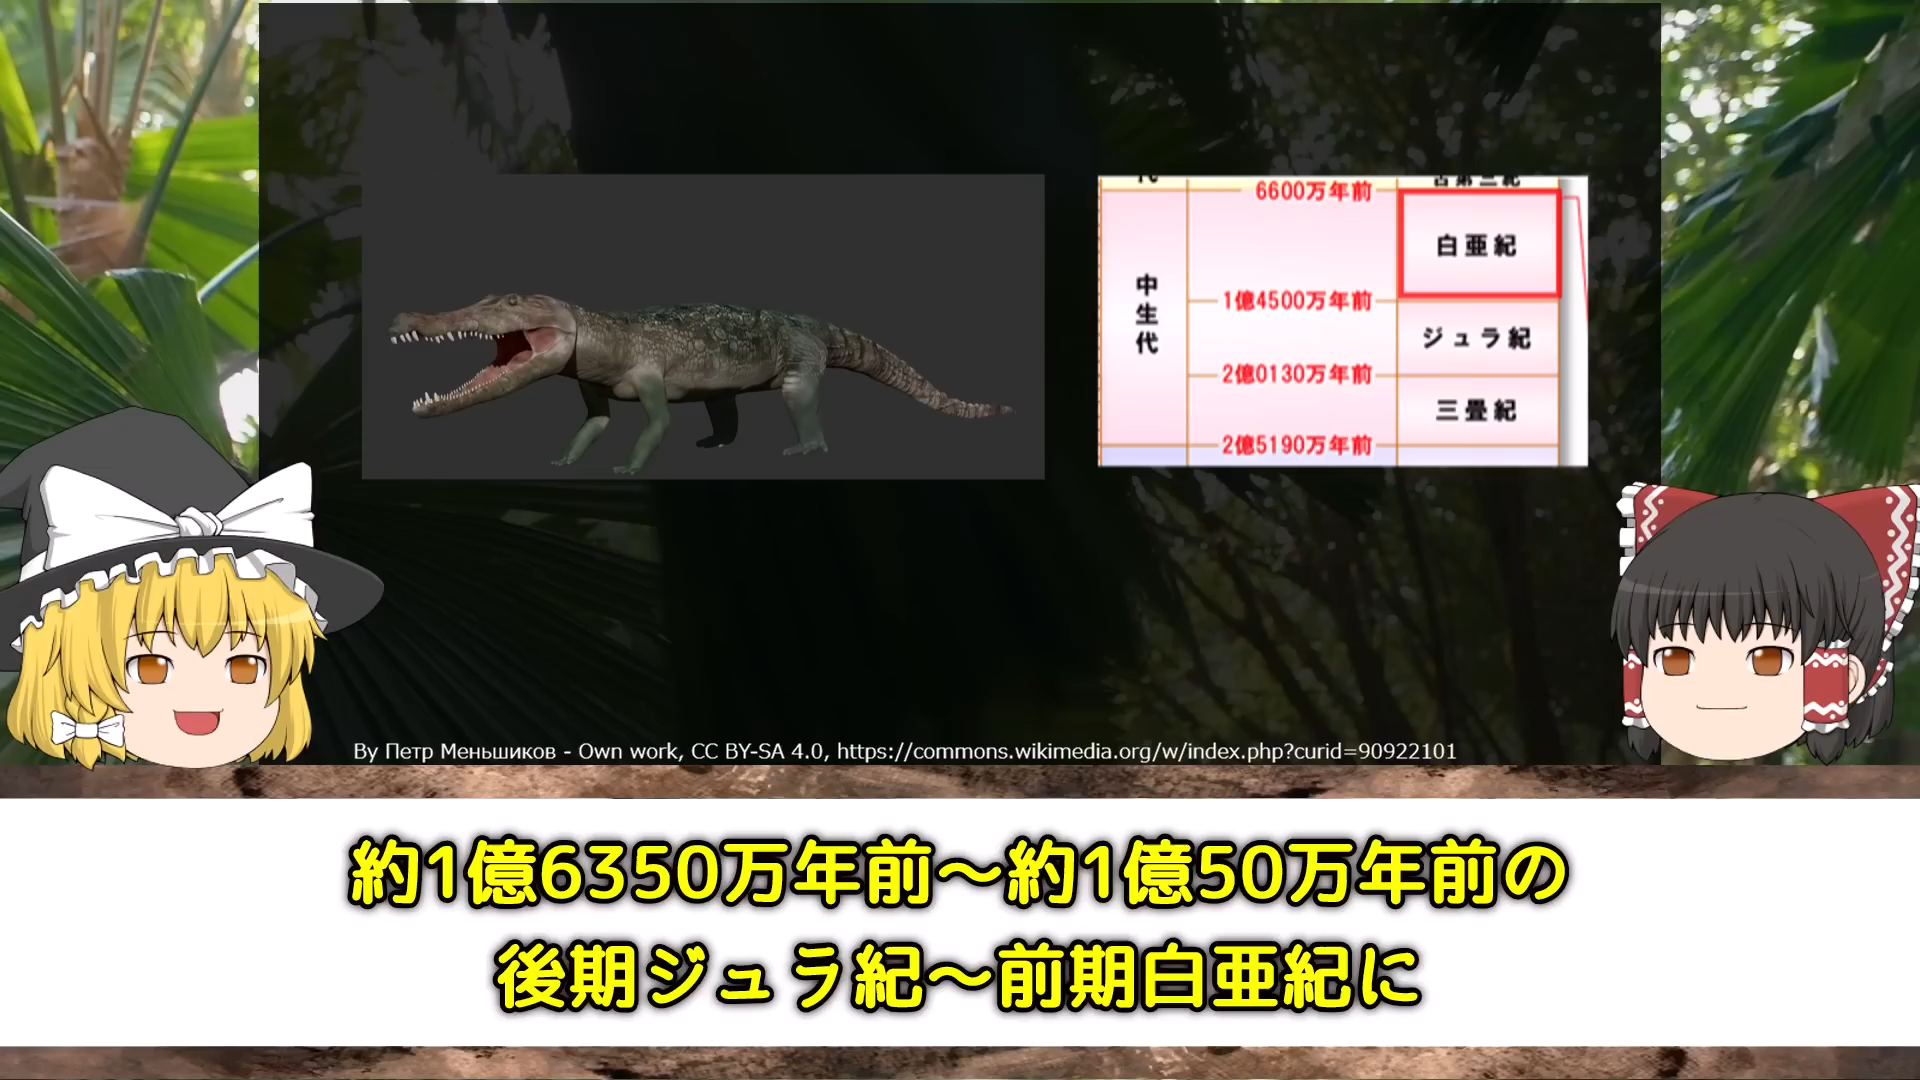 6600万年前
白亜紀
中生代
1億4500万年前
ジュラ紀
2億0130万年前
三畳紀
2億5190万年前
By Петр Меньшиков - Own work, CC BY-SA 4.0, https://commons.wikimedia.org/w/index.php?curid=90922101
約1億6350万年前～約1億50万年前の
後期ジュラ紀～前期白亜紀に